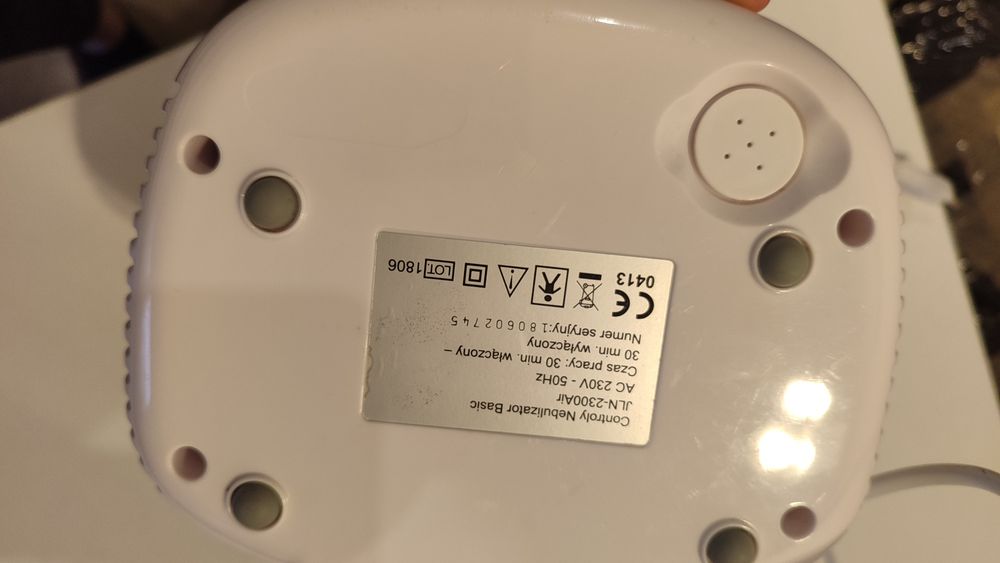 Controly Nebulizator Basic
JLN-2300Air
AC 230V - 50Hz
Czas pracy: 30 min. włączony –
30 min. wyłączony
Numer seryjny:180602745
CE 0413
LOT 1806